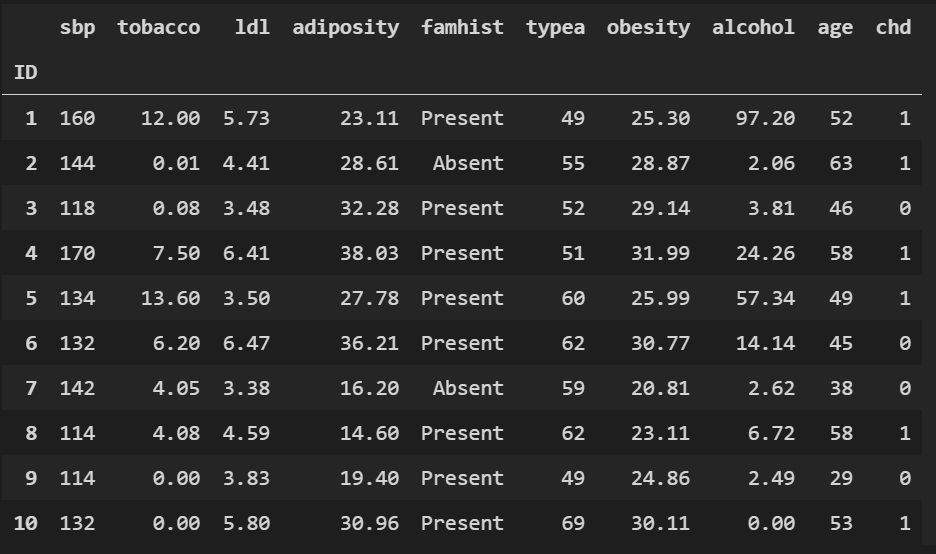 sbp tobacco ldl adiposity famhist typea obesity alcohol age chd
ID
1 160 12.00 5.73 23.11 Present 49 25.30 97.20 52 1
2 144 0.01 4.41 28.61 Absent 55 28.87 2.06 63 1
3 118 0.08 3.48 32.28 Present 52 29.14 3.81 46 0
4 170 7.50 6.41 38.03 Present 51 31.99 24.26 58 1
5 134 13.60 3.50 27.78 Present 60 25.99 57.34 49 1
6 132 6.20 6.47 36.21 Present 62 30.77 14.14 45 0
7 142 4.05 3.38 16.20 Absent 59 20.81 2.62 38 0
8 114 4.08 4.59 14.60 Present 62 23.11 6.72 58 1
9 114 0.00 3.83 19.40 Present 49 24.86 2.49 29 0
10 132 0.00 5.80 30.96 Present 69 30.11 0.00 53 1